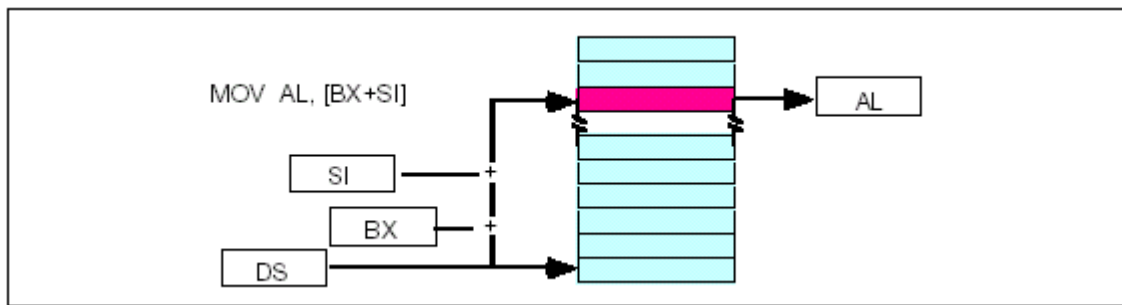 MOV AL, [BX+SI]
AL
SI
+
BX
+
DS